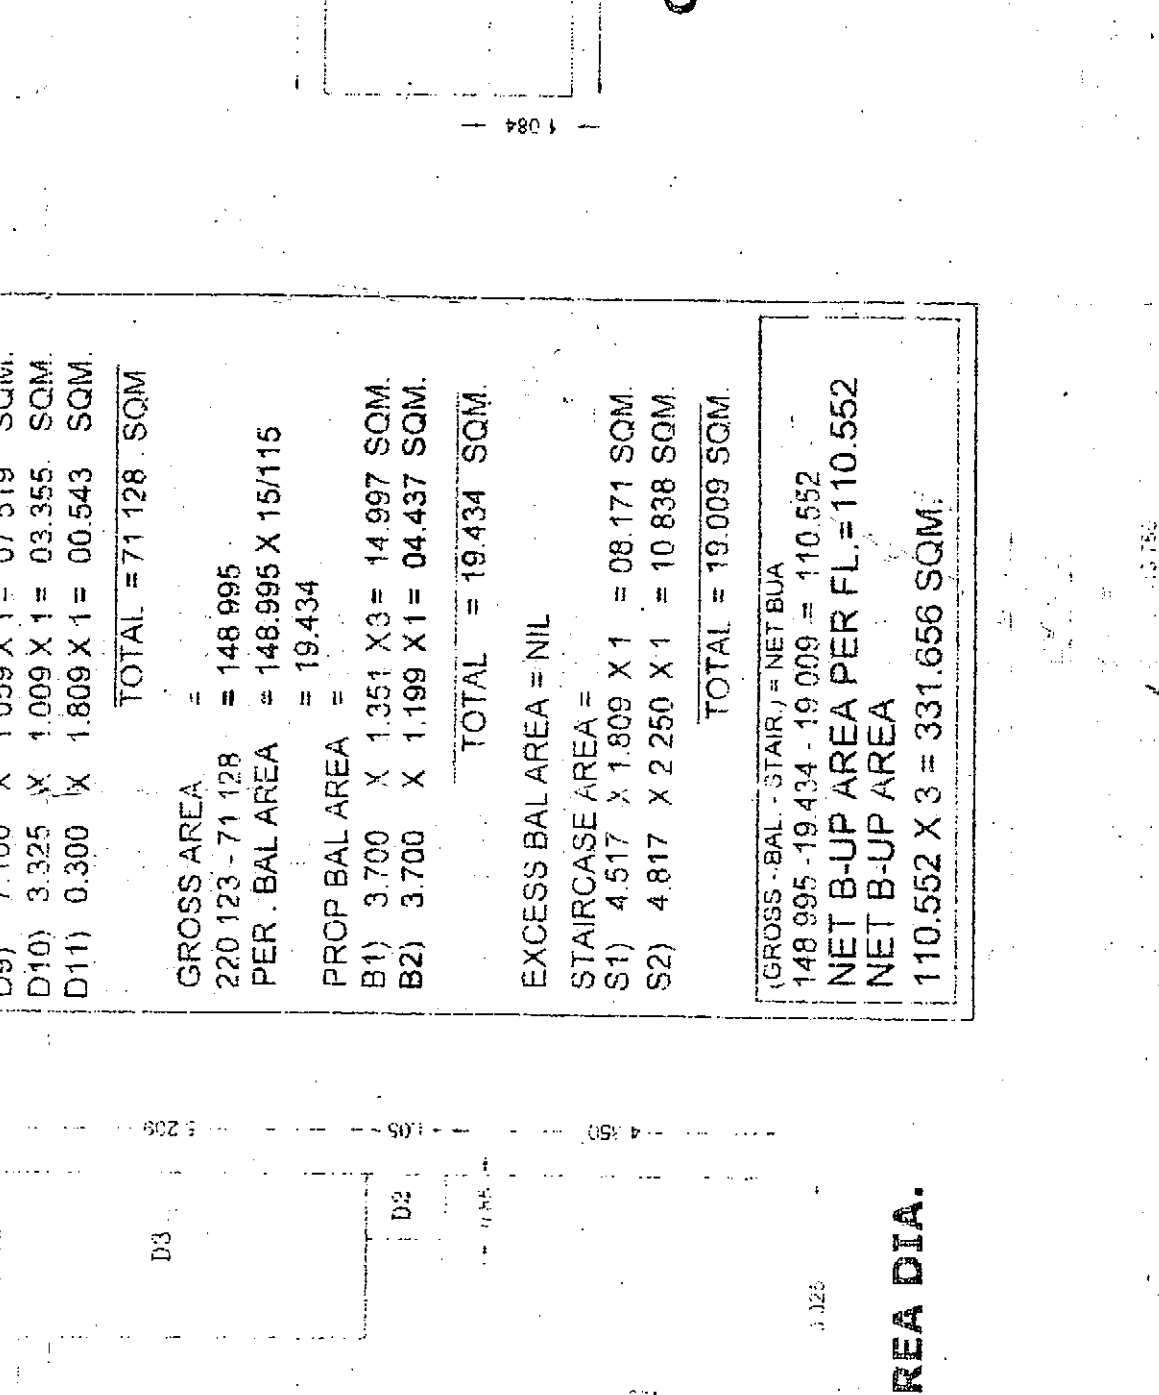 D10) 3.325 X 1.009 X 1 = 03.355. SQM.
D11) 0.300 X 1.809 X 1 = 00.543 SQM.
TOTAL = 71 128 . SQM
GROSS AREA =
220 123 - 71 128 = 148 995
PER . BAL AREA = 148.995 X 15/115
= 19.434
PROP BAL AREA =
B1) 3.700 X 1.351 X3 = 14.997 SQM.
B2) 3.700 X 1.199 X1 = 04.437 SQM.
TOTAL = 19.434 SQM.
EXCESS BAL AREA = NIL
STAIRCASE AREA =
S1) 4.517 X 1.809 X 1 = 08.171 SQM.
S2) 4.817 X 2 250 X 1 = 10 838 SQM.
TOTAL = 19.009 SQM.
(GROSS - BAL. - STAIR.) = NET BUA
148 995 - 19.434 - 19 009 = 110.552
NET B-UP AREA PER FL. = 110.552
NET B-UP AREA
110.552 X 3 = 331.656 SQM.
1 084
D3
D2
REA DIA.